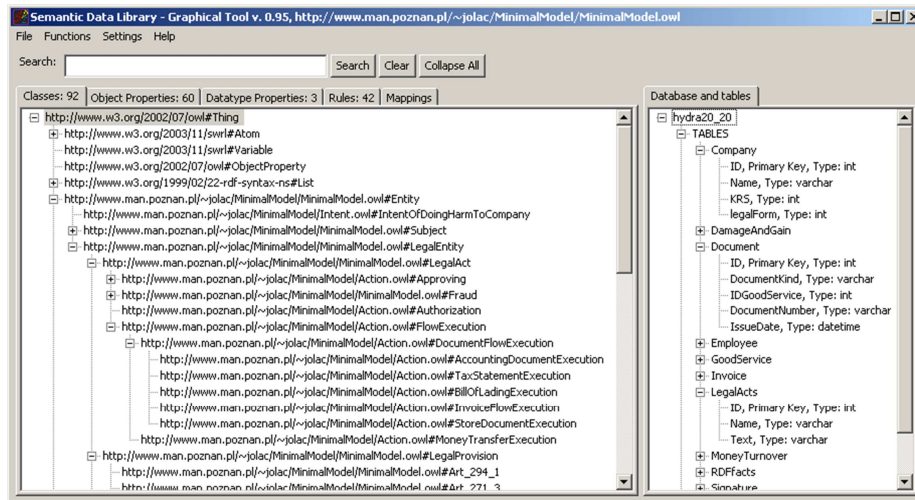 Semantic Data Library - Graphical Tool v. 0.95, http://www.man.poznan.pl/~jolac/MinimalModel/MinimalModel.owl
File Functions Settings Help
Search: Search Clear Collapse All
Classes: 92 Object Properties: 60 Datatype Properties: 3 Rules: 42 Mappings
http://www.w3.org/2002/07/owl#Thing
http://www.w3.org/2003/11/swrl#Atom
http://www.w3.org/2003/11/swrl#Variable
http://www.w3.org/2002/07/owl#ObjectProperty
http://www.w3.org/1999/02/22-rdf-syntax-ns#List
http://www.man.poznan.pl/~jolac/MinimalModel/MinimalModel.owl#Entity
http://www.man.poznan.pl/~jolac/MinimalModel/Intent.owl#IntentOfDoingHarmToCompany
http://www.man.poznan.pl/~jolac/MinimalModel/MinimalModel.owl#Subject
http://www.man.poznan.pl/~jolac/MinimalModel/MinimalModel.owl#LegalEntity
http://www.man.poznan.pl/~jolac/MinimalModel/MinimalModel.owl#LegalAct
http://www.man.poznan.pl/~jolac/MinimalModel/Action.owl#Approving
http://www.man.poznan.pl/~jolac/MinimalModel/MinimalModel.owl#Fraud
http://www.man.poznan.pl/~jolac/MinimalModel/Action.owl#Authorization
http://www.man.poznan.pl/~jolac/MinimalModel/Action.owl#FlowExecution
http://www.man.poznan.pl/~jolac/MinimalModel/Action.owl#DocumentFlowExecution
http://www.man.poznan.pl/~jolac/MinimalModel/Action.owl#AccountingDocumentExecution
http://www.man.poznan.pl/~jolac/MinimalModel/Action.owl#TaxStatementExecution
http://www.man.poznan.pl/~jolac/MinimalModel/Action.owl#BillOfLadingExecution
http://www.man.poznan.pl/~jolac/MinimalModel/Action.owl#InvoiceFlowExecution
http://www.man.poznan.pl/~jolac/MinimalModel/Action.owl#StoreDocumentExecution
http://www.man.poznan.pl/~jolac/MinimalModel/Action.owl#MoneyTransferExecution
http://www.man.poznan.pl/~jolac/MinimalModel/MinimalModel.owl#LegalProvision
http://www.man.poznan.pl/~jolac/MinimalModel/MinimalModel.owl#Art_294_1
http://www.man.poznan.pl/~jolac/MinimalModel/MinimalModel.owl#Art_271_3
Database and tables
hydra20_20
TABLES
Company
ID, Primary Key, Type: int
Name, Type: varchar
KRS, Type: int
legalForm, Type: int
DamageAndGain
Document
ID, Primary Key, Type: int
DocumentKind, Type: varchar
IDGoodService, Type: int
DocumentNumber, Type: varchar
IssueDate, Type: datetime
Employee
GoodService
Invoice
LegalActs
ID, Primary Key, Type: int
Name, Type: varchar
Text, Type: varchar
MoneyTurnover
RDFfacts
Signature